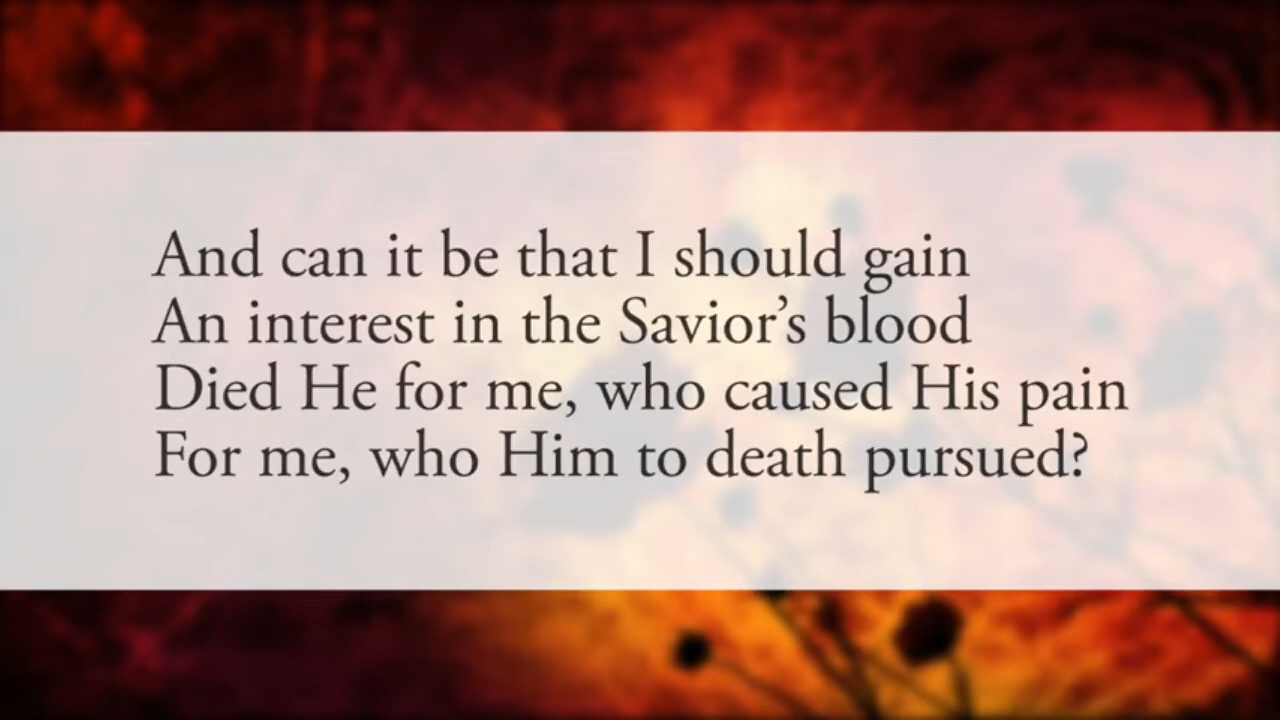 And can it be that I should gain
An interest in the Savior’s blood
Died He for me, who caused His pain
For me, who Him to death pursued?